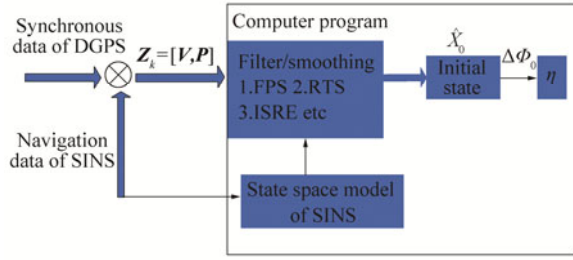 Synchronous
data of DGPS
Z_k=[V,P]
Navigation
data of SINS
Computer program
Filter/smoothing
1.FPS 2.RTS
3.ISRE etc
X̂_0
Initial
state
ΔΦ_0
η
State space model
of SINS